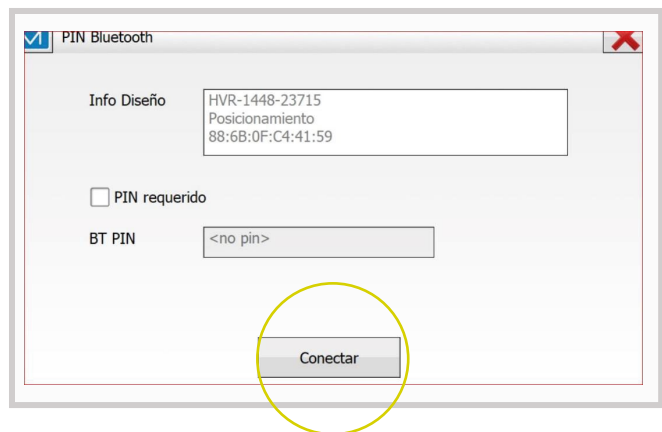 PIN Bluetooth
Info Diseño
HVR-1448-23715
Posicionamiento
88:6B:0F:C4:41:59
PIN requerido
BT PIN
<no pin>
Conectar